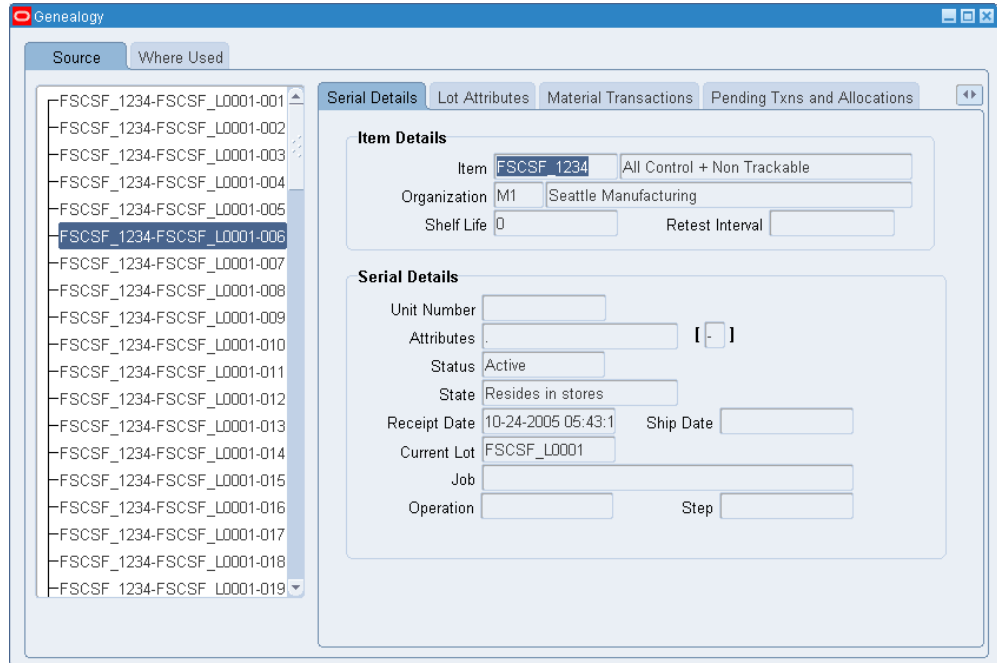 Genealogy
Source Where Used
FSCSF_1234-FSCSF_L0001-001
FSCSF_1234-FSCSF_L0001-002
FSCSF_1234-FSCSF_L0001-003
FSCSF_1234-FSCSF_L0001-004
FSCSF_1234-FSCSF_L0001-005
FSCSF_1234-FSCSF_L0001-006
FSCSF_1234-FSCSF_L0001-007
FSCSF_1234-FSCSF_L0001-008
FSCSF_1234-FSCSF_L0001-009
FSCSF_1234-FSCSF_L0001-010
FSCSF_1234-FSCSF_L0001-011
FSCSF_1234-FSCSF_L0001-012
FSCSF_1234-FSCSF_L0001-013
FSCSF_1234-FSCSF_L0001-014
FSCSF_1234-FSCSF_L0001-015
FSCSF_1234-FSCSF_L0001-016
FSCSF_1234-FSCSF_L0001-017
FSCSF_1234-FSCSF_L0001-018
FSCSF_1234-FSCSF_L0001-019
Serial Details Lot Attributes Material Transactions Pending Txns and Allocations
Item Details
Item FSCSF_1234 All Control + Non Trackable
Organization M1 Seattle Manufacturing
Shelf Life 0 Retest Interval
Serial Details
Unit Number
Attributes . [ - ]
Status Active
State Resides in stores
Receipt Date 10-24-2005 05:43:1 Ship Date
Current Lot FSCSF_L0001
Job
Operation Step